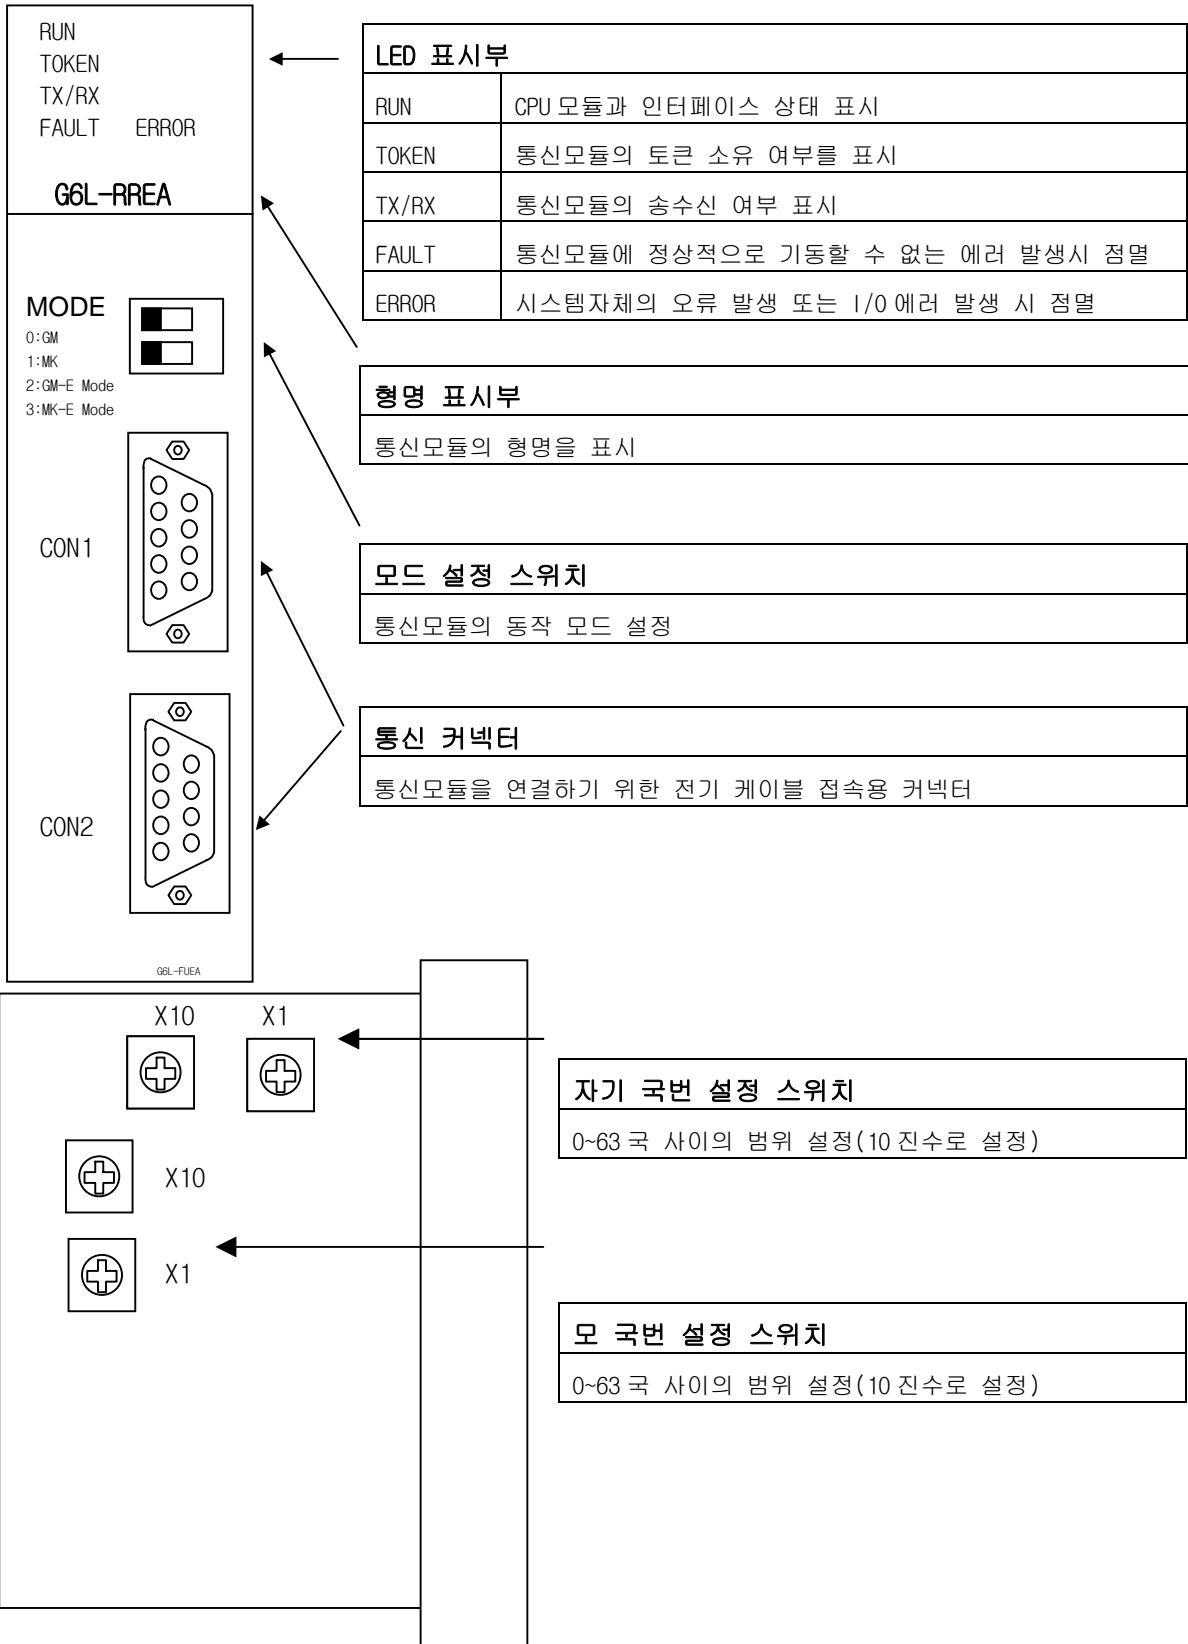 RUN
TOKEN
TX/RX
FAULT ERROR
G6L-RREA
LED 표시부
RUN CPU 모듈과 인터페이스 상태 표시
TOKEN 통신모듈의 토큰 소유 여부를 표시
TX/RX 통신모듈의 송수신 여부 표시
FAULT 통신모듈에 정상적으로 기동할 수 없는 에러 발생시 점멸
ERROR 시스템자체의 오류 발생 또는 I/O 에러 발생 시 점멸
MODE
0:GM
1:MK
2:GM-E Mode
3:MK-E Mode
형명 표시부
통신모듈의 형명을 표시
CON1
모드 설정 스위치
통신모듈의 동작 모드 설정
통신 커넥터
통신모듈을 연결하기 위한 전기 케이블 접속용 커넥터
CON2
G6L-FUEA
X10 X1
자기 국번 설정 스위치
0~63 국 사이의 범위 설정(10 진수로 설정)
X10
X1
모 국번 설정 스위치
0~63 국 사이의 범위 설정(10 진수로 설정)